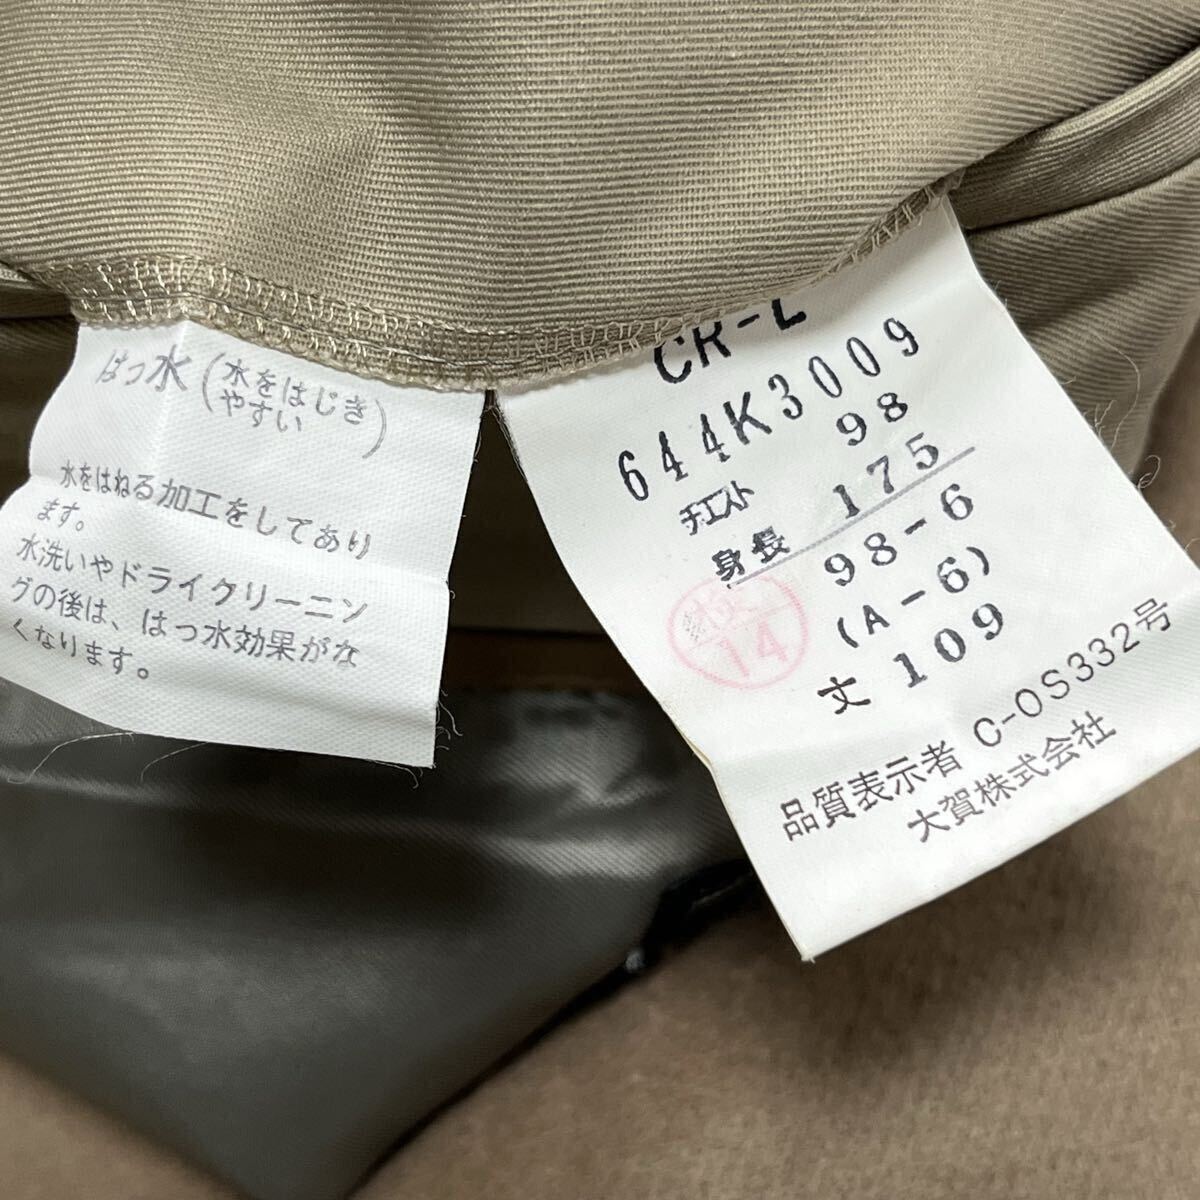 はっ水(水をはじき
やすい)
水をはねる加工をしてあり
ます。
水洗いやドライクリーニン
グの後は、はっ水効果がな
くなります。
CR-L
644K3009
チエスト 98
身長 175
98-6
(A-6)
丈 109
検
14
品質表示者 C-OS332号
大賀株式会社